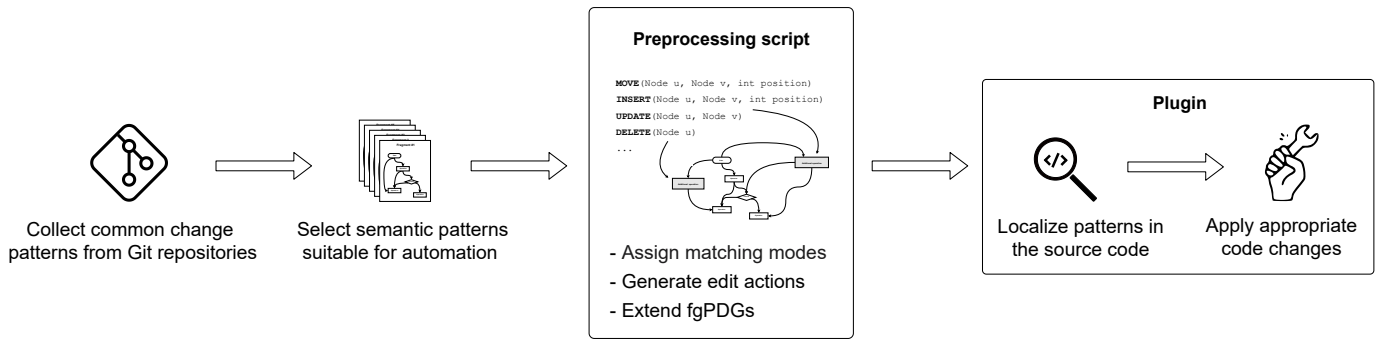 Collect common change
patterns from Git repositories
Select semantic patterns
suitable for automation
Preprocessing script
MOVE(Node u, Node v, int position)
INSERT(Node u, Node v, int position)
UPDATE(Node u, Node v)
DELETE(Node u)
...
- Assign matching modes
- Generate edit actions
- Extend fgPDGs
Plugin
</>
Localize patterns in
the source code
Apply appropriate
code changes